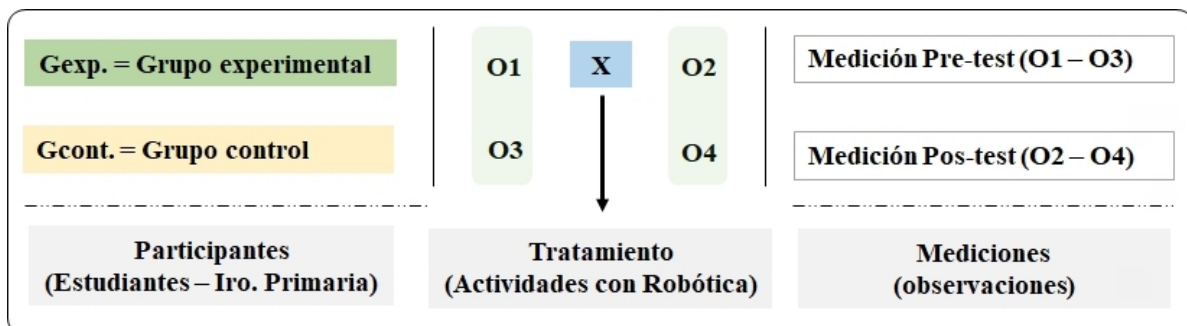 Gexp. = Grupo experimental
O1 X O2
Medición Pre-test (O1 – O3)
Gcont. = Grupo control
O3 O4
Medición Pos-test (O2 – O4)
Participantes
(Estudiantes – Iro. Primaria)
Tratamiento
(Actividades con Robótica)
Mediciones
(observaciones)